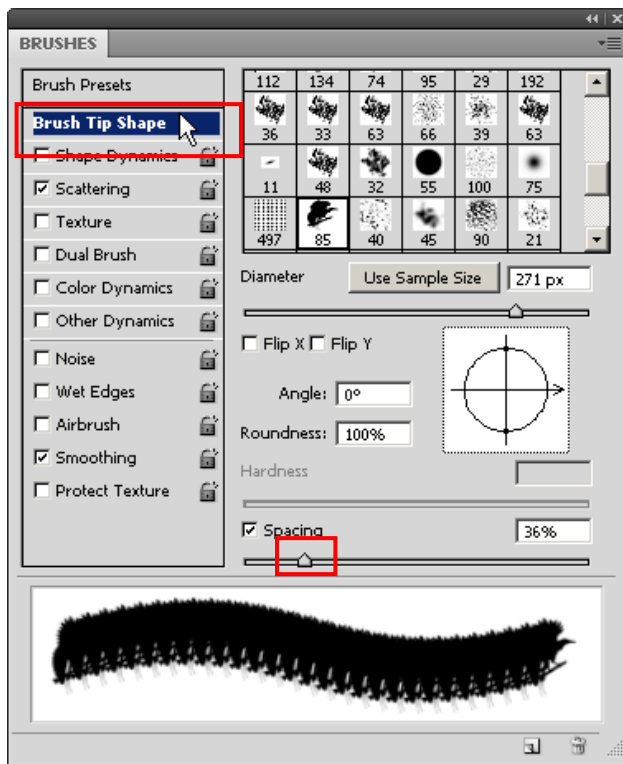 BRUSHES
Brush Presets
Brush Tip Shape
Shape Dynamics
Scattering
Texture
Dual Brush
Color Dynamics
Other Dynamics
Noise
Wet Edges
Airbrush
Smoothing
Protect Texture
112 134 74 95 29 192
36 33 63 66 39 63
11 48 32 55 100 75
497 85 40 45 90 21
Diameter Use Sample Size 271 px
Flip X Flip Y
Angle: 0°
Roundness: 100%
Hardness
Spacing 36%